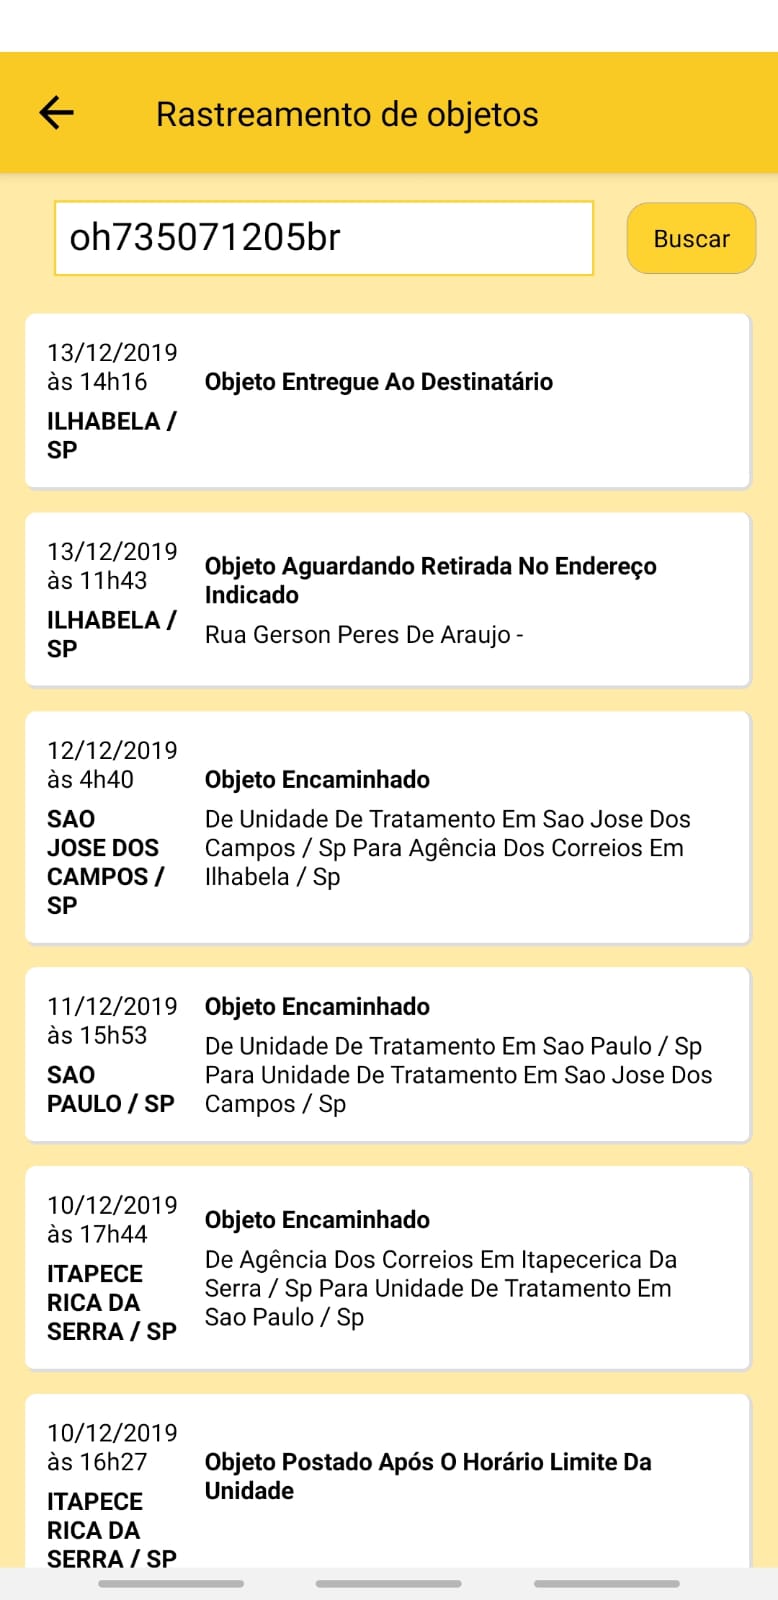 Rastreamento de objetos
oh735071205br
Buscar
13/12/2019
às 14h16
ILHABELA /
SP
Objeto Entregue Ao Destinatário
13/12/2019
às 11h43
ILHABELA /
SP
Objeto Aguardando Retirada No Endereço
Indicado
Rua Gerson Peres De Araujo -
12/12/2019
às 4h40
SAO
JOSE DOS
CAMPOS /
SP
Objeto Encaminhado
De Unidade De Tratamento Em Sao Jose Dos
Campos / Sp Para Agência Dos Correios Em
Ilhabela / Sp
11/12/2019
às 15h53
SAO
PAULO / SP
Objeto Encaminhado
De Unidade De Tratamento Em Sao Paulo / Sp
Para Unidade De Tratamento Em Sao Jose Dos
Campos / Sp
10/12/2019
às 17h44
ITAPECE
RICA DA
SERRA / SP
Objeto Encaminhado
De Agência Dos Correios Em Itapecerica Da
Serra / Sp Para Unidade De Tratamento Em
Sao Paulo / Sp
10/12/2019
às 16h27
ITAPECE
RICA DA
SERRA / SP
Objeto Postado Após O Horário Limite Da
Unidade